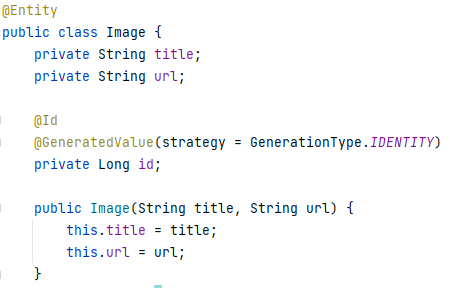 @Entity
public class Image {
    private String title;
    private String url;

    @Id
    @GeneratedValue(strategy = GenerationType.IDENTITY)
    private Long id;

    public Image(String title, String url) {
        this.title = title;
        this.url = url;
    }